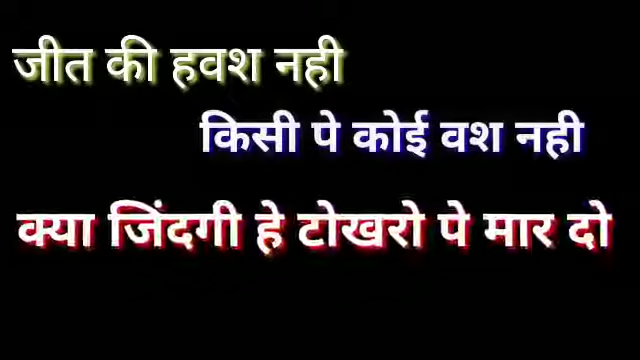 जीत की हवश नही
किसी पे कोई वश नही
क्या जिंदगी हे टोखरो पे मार दो